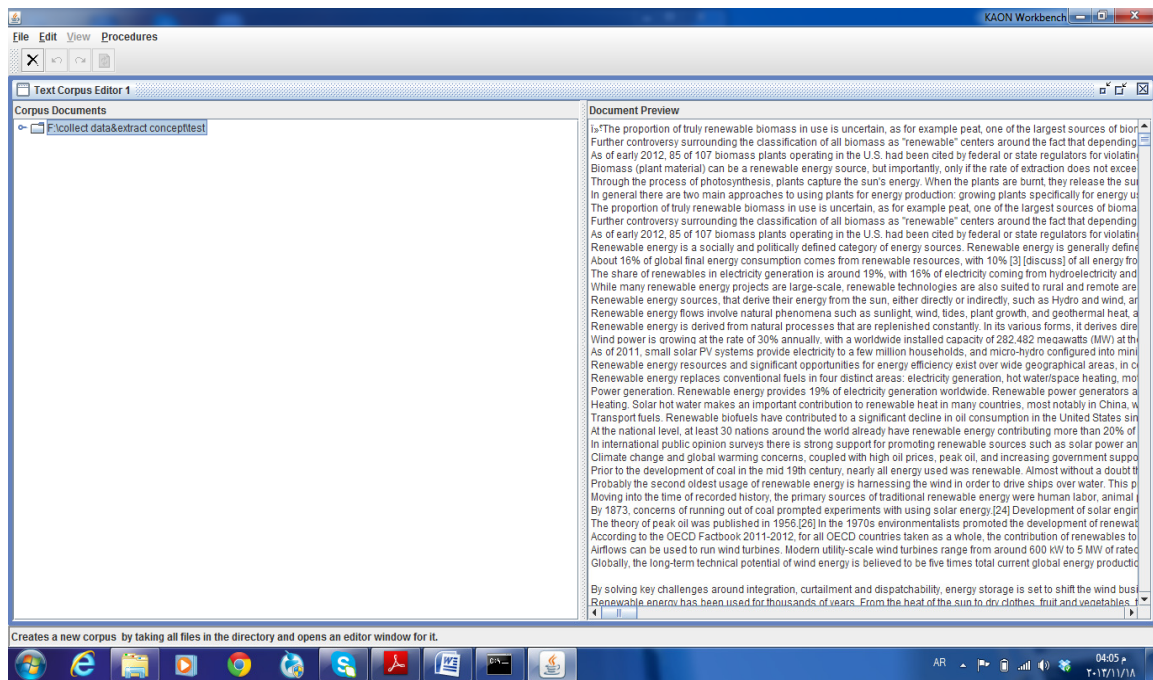 KAON Workbench
File Edit View Procedures
Text Corpus Editor 1
Corpus Documents
F:\collect data&extract concept\test
Document Preview
ï»؟The proportion of truly renewable biomass in use is uncertain, as for example peat, one of the largest sources of bior
Further controversy surrounding the classification of all biomass as "renewable" centers around the fact that depending
As of early 2012, 85 of 107 biomass plants operating in the U.S. had been cited by federal or state regulators for violatin
Biomass (plant material) can be a renewable energy source, but importantly, only if the rate of extraction does not excee
Through the process of photosynthesis, plants capture the sun's energy. When the plants are burnt, they release the su
In general there are two main approaches to using plants for energy production: growing plants specifically for energy u
The proportion of truly renewable biomass in use is uncertain, as for example peat, one of the largest sources of bioma
Further controversy surrounding the classification of all biomass as "renewable" centers around the fact that depending
As of early 2012, 85 of 107 biomass plants operating in the U.S. had been cited by federal or state regulators for violatin
Renewable energy is a socially and politically defined category of energy sources. Renewable energy is generally define
About 16% of global final energy consumption comes from renewable resources, with 10% [3] [discuss] of all energy fro
The share of renewables in electricity generation is around 19%, with 16% of electricity coming from hydroelectricity and
While many renewable energy projects are large-scale, renewable technologies are also suited to rural and remote are
Renewable energy sources, that derive their energy from the sun, either directly or indirectly, such as Hydro and wind, ar
Renewable energy flows involve natural phenomena such as sunlight, wind, tides, plant growth, and geothermal heat, a
Renewable energy is derived from natural processes that are replenished constantly. In its various forms, it derives dire
Wind power is growing at the rate of 30% annually, with a worldwide installed capacity of 282,482 megawatts (MW) at th
As of 2011, small solar PV systems provide electricity to a few million households, and micro-hydro configured into mini
Renewable energy resources and significant opportunities for energy efficiency exist over wide geographical areas, in c
Renewable energy replaces conventional fuels in four distinct areas: electricity generation, hot water/space heating, mo
Power generation. Renewable energy provides 19% of electricity generation worldwide. Renewable power generators a
Heating. Solar hot water makes an important contribution to renewable heat in many countries, most notably in China, w
Transport fuels. Renewable biofuels have contributed to a significant decline in oil consumption in the United States sin
At the national level, at least 30 nations around the world already have renewable energy contributing more than 20% of
In international public opinion surveys there is strong support for promoting renewable sources such as solar power an
Climate change and global warming concerns, coupled with high oil prices, peak oil, and increasing government suppo
Prior to the development of coal in the mid 19th century, nearly all energy used was renewable. Almost without a doubt th
Probably the second oldest usage of renewable energy is harnessing the wind in order to drive ships over water. This p
Moving into the time of recorded history, the primary sources of traditional renewable energy were human labor, animal
By 1873, concerns of running out of coal prompted experiments with using solar energy.[24] Development of solar engin
The theory of peak oil was published in 1956.[26] In the 1970s environmentalists promoted the development of renewab
According to the OECD Factbook 2011-2012, for all OECD countries taken as a whole, the contribution of renewables to
Airflows can be used to run wind turbines. Modern utility-scale wind turbines range from around 600 kW to 5 MW of rated
Globally, the long-term technical potential of wind energy is believed to be five times total current global energy productio
By solving key challenges around integration, curtailment and dispatchability, energy storage is set to shift the wind busi
Renewable energy has been used for thousands of years. From the heat of the sun to dry clothes, fruit and vegetables, t
Creates a new corpus by taking all files in the directory and opens an editor window for it.
AR
04:05 م
٢٠١٢/١١/١٨